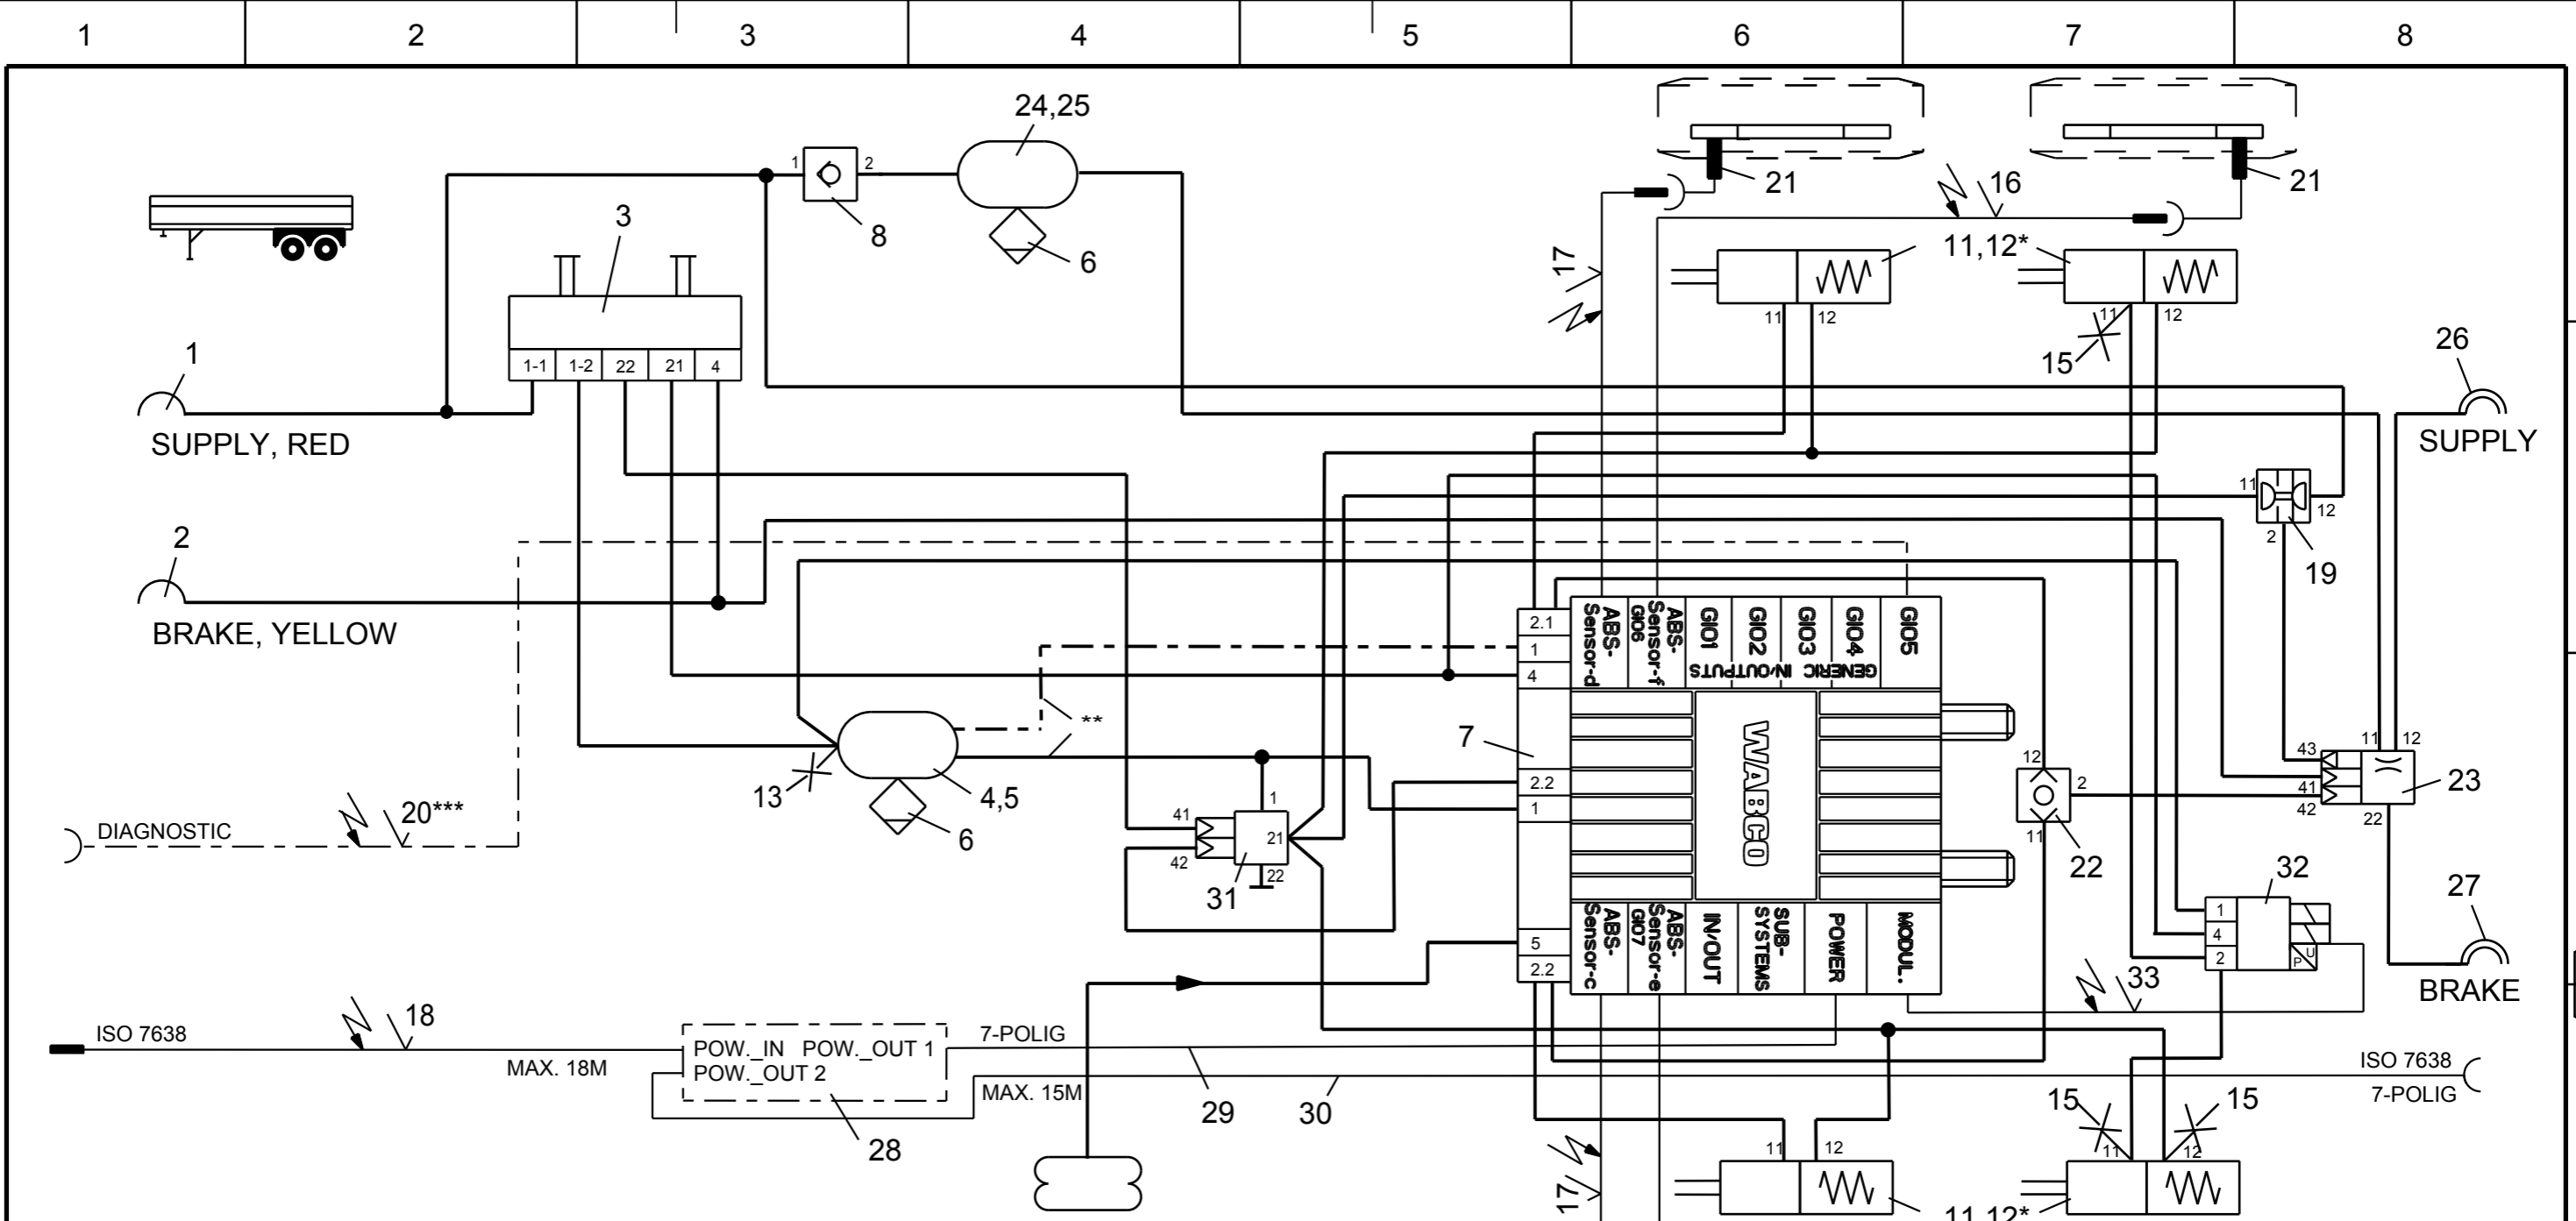 1 2 3 4 5 6 7 8
24,25
1 2
8
6
3
21
16
21
17
11,12*
11 12
11 12
15
1-1 1-2 22 21 4
1
SUPPLY, RED
26
SUPPLY
11
12
2
19
2
BRAKE, YELLOW
2.1
1
4
ABS-Sensor-d
ABS-Sensor-f GIO6
GIO1
GIO2
GIO3
GIO4
GIO5
GENERIC IN/OUTPUTS
**
7
13
4,5
6
WABCO
2.2
1
12
2
11
22
11 12
43
41
42
22
23
DIAGNOSTIC
20***
41
42
1
21
22
31
32
1
4
2
P U
27
BRAKE
5
2.2
ABS-Sensor-c
ABS-Sensor-e GIO7
IN/OUT
SUB-SYSTEMS
POWER
MODUL.
33
ISO 7638
18
MAX. 18M
POW._IN POW._OUT 1
POW._OUT 2
7-POLIG
MAX. 15M
28
29
30
ISO 7638
7-POLIG
15
15
11 12
11 12
17
11,12*